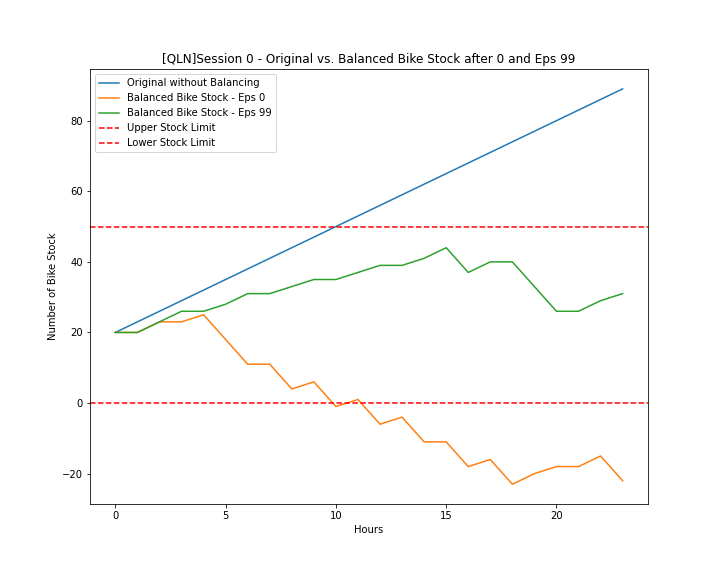 [QLN]Session 0 - Original vs. Balanced Bike Stock after 0 and Eps 99
Original without Balancing
Balanced Bike Stock - Eps 0
Balanced Bike Stock - Eps 99
Upper Stock Limit
Lower Stock Limit
Number of Bike Stock
80
60
40
20
0
−20
0 5 10 15 20
Hours